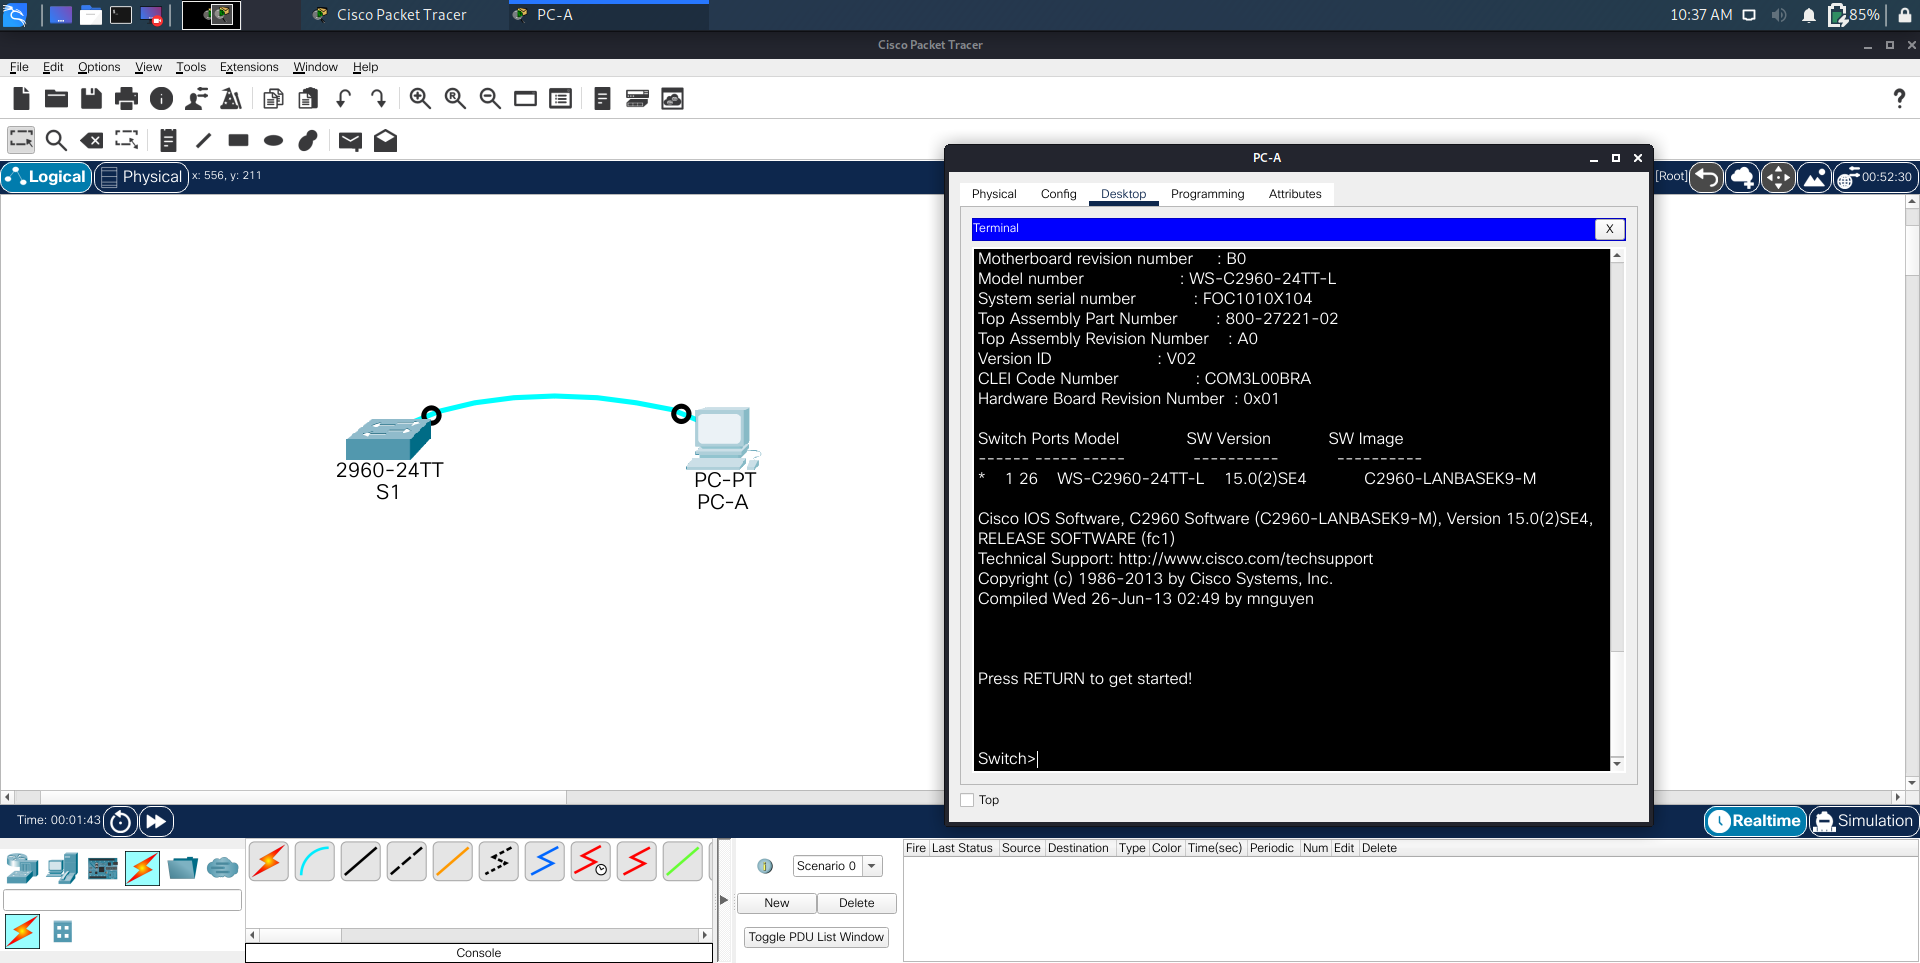 Cisco Packet Tracer
PC-A
10:37 AM
85%
Cisco Packet Tracer
File Edit Options View Tools Extensions Window Help
Logical
Physical
x: 556, y: 211
[Root]
00:52:30
2960-24TT
S1
PC-PT
PC-A
PC-A
Physical Config Desktop Programming Attributes
Terminal
X
Motherboard revision number : B0
Model number : WS-C2960-24TT-L
System serial number : FOC1010X104
Top Assembly Part Number : 800-27221-02
Top Assembly Revision Number : A0
Version ID : V02
CLEI Code Number : COM3L00BRA
Hardware Board Revision Number : 0x01
Switch Ports Model SW Version SW Image
------ ----- ----- ---------- ----------
* 1 26 WS-C2960-24TT-L 15.0(2)SE4 C2960-LANBASEK9-M
Cisco IOS Software, C2960 Software (C2960-LANBASEK9-M), Version 15.0(2)SE4,
RELEASE SOFTWARE (fc1)
Technical Support: http://www.cisco.com/techsupport
Copyright (c) 1986-2013 by Cisco Systems, Inc.
Compiled Wed 26-Jun-13 02:49 by mnguyen
Press RETURN to get started!
Switch>
Top
Time: 00:01:43
Realtime
Simulation
Console
Scenario 0
New
Delete
Toggle PDU List Window
Fire Last Status Source Destination Type Color Time(sec) Periodic Num Edit Delete